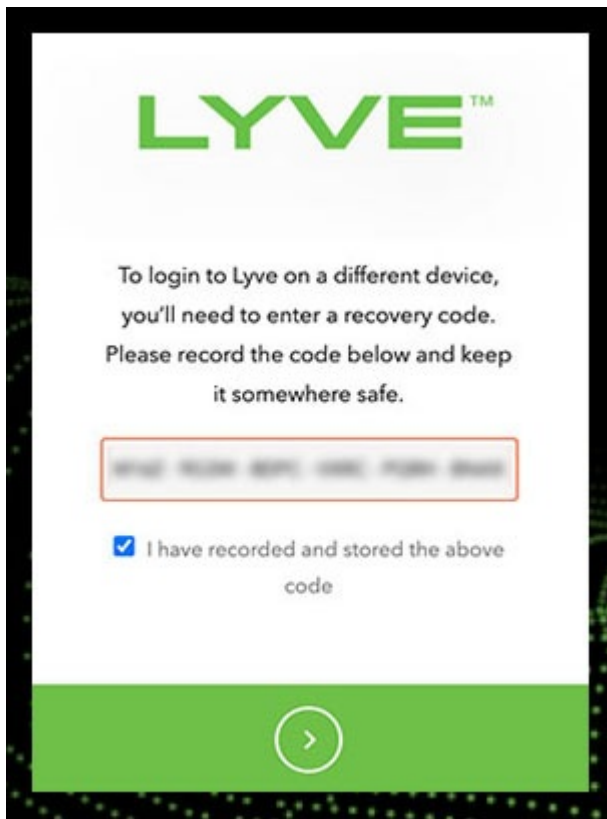 LYVE™
To login to Lyve on a different device,
you'll need to enter a recovery code.
Please record the code below and keep
it somewhere safe.
I have recorded and stored the above
code